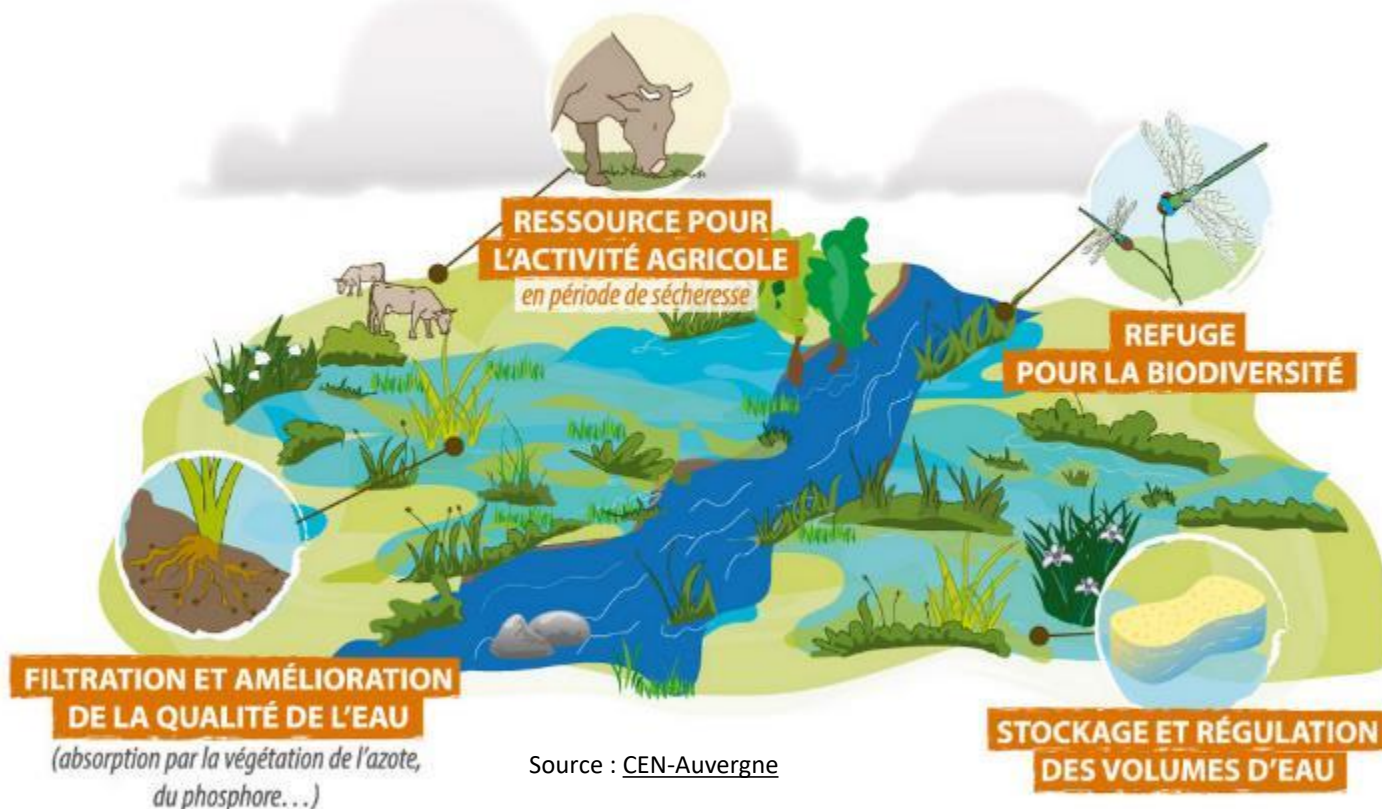 RESSOURCE POUR
L'ACTIVITÉ AGRICOLE
en période de sécheresse
REFUGE
POUR LA BIODIVERSITÉ
FILTRATION ET AMÉLIORATION
DE LA QUALITÉ DE L'EAU
(absorption par la végétation de l'azote,
du phosphore...)
Source : CEN-Auvergne
STOCKAGE ET RÉGULATION
DES VOLUMES D'EAU